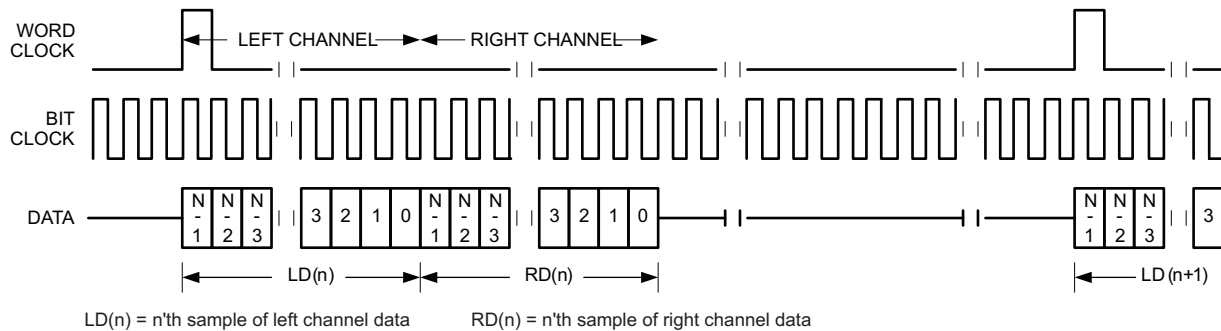 WORD
CLOCK
LEFT CHANNEL
RIGHT CHANNEL
BIT
CLOCK
DATA
N-1 N-2 N-3 3 2 1 0 N-1 N-2 N-3 3 2 1 0 N-1 N-2 N-3 3
LD(n)
RD(n)
LD(n+1)
LD(n) = n'th sample of left channel data
RD(n) = n'th sample of right channel data